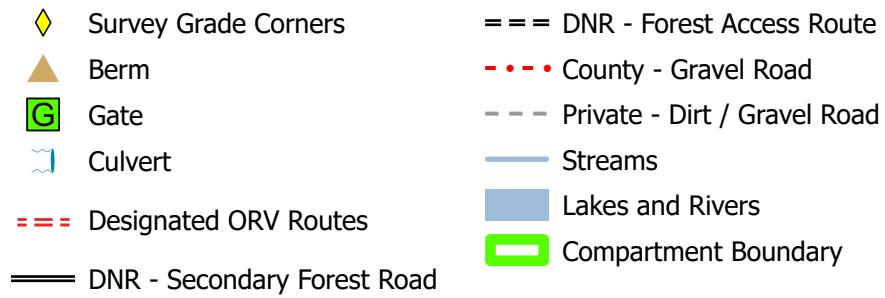 Survey Grade Corners
Berm
G Gate
Culvert
Designated ORV Routes
DNR - Secondary Forest Road
DNR - Forest Access Route
County - Gravel Road
Private - Dirt / Gravel Road
Streams
Lakes and Rivers
Compartment Boundary